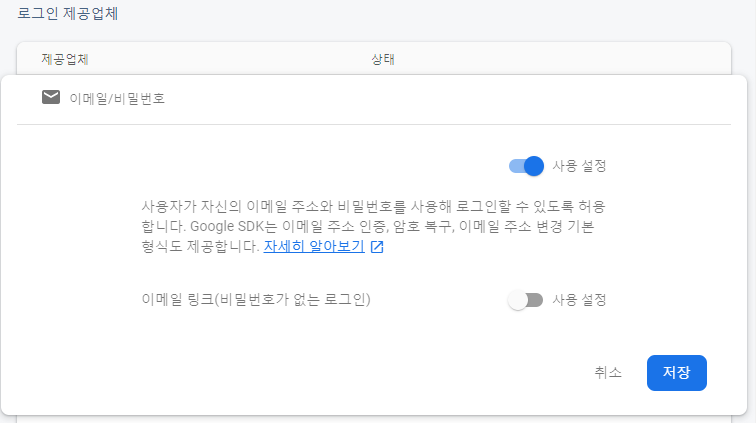 로그인 제공업체
제공업체 상태
이메일/비밀번호
사용 설정
사용자가 자신의 이메일 주소와 비밀번호를 사용해 로그인할 수 있도록 허용
합니다. Google SDK는 이메일 주소 인증, 암호 복구, 이메일 주소 변경 기본
형식도 제공합니다. 자세히 알아보기
이메일 링크(비밀번호가 없는 로그인) 사용 설정
취소 저장